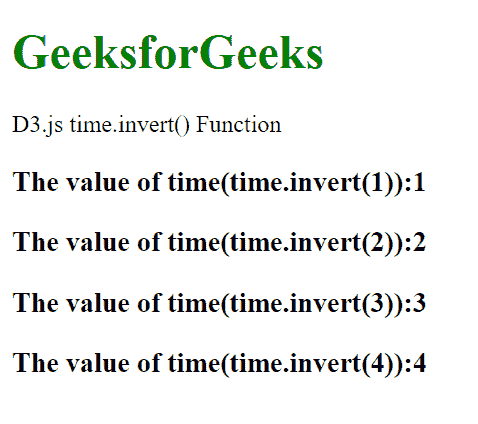 GeeksforGeeks
D3.js time.invert() Function
The value of time(time.invert(1)):1
The value of time(time.invert(2)):2
The value of time(time.invert(3)):3
The value of time(time.invert(4)):4